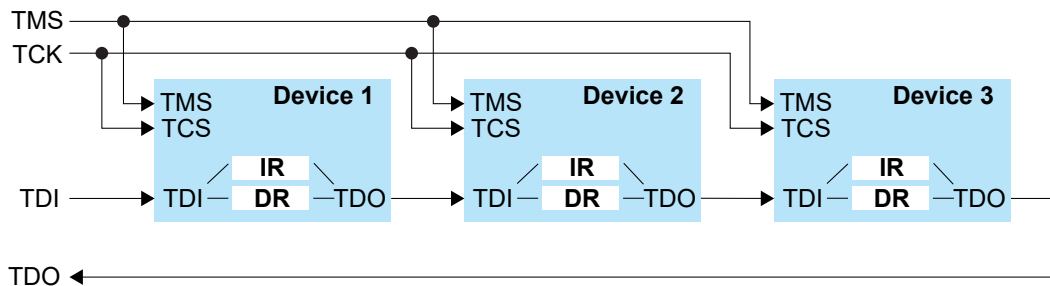 TMS
TCK
Device 1
TMS
TCS
IR
TDI DR TDO
Device 2
TMS
TCS
IR
TDI DR TDO
Device 3
TMS
TCS
IR
TDI DR TDO
TDI
TDO